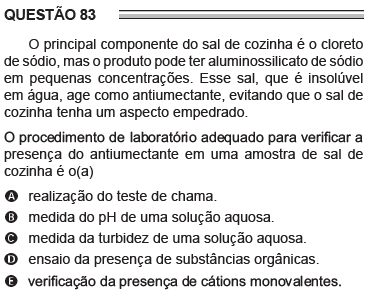 QUESTÃO 83
O principal componente do sal de cozinha é o cloreto
de sódio, mas o produto pode ter aluminossilicato de sódio
em pequenas concentrações. Esse sal, que é insolúvel
em água, age como antiumectante, evitando que o sal de
cozinha tenha um aspecto empedrado.
O procedimento de laboratório adequado para verificar a
presença do antiumectante em uma amostra de sal de
cozinha é o(a)
A realização do teste de chama.
B medida do pH de uma solução aquosa.
C medida da turbidez de uma solução aquosa.
D ensaio da presença de substâncias orgânicas.
E verificação da presença de cátions monovalentes.